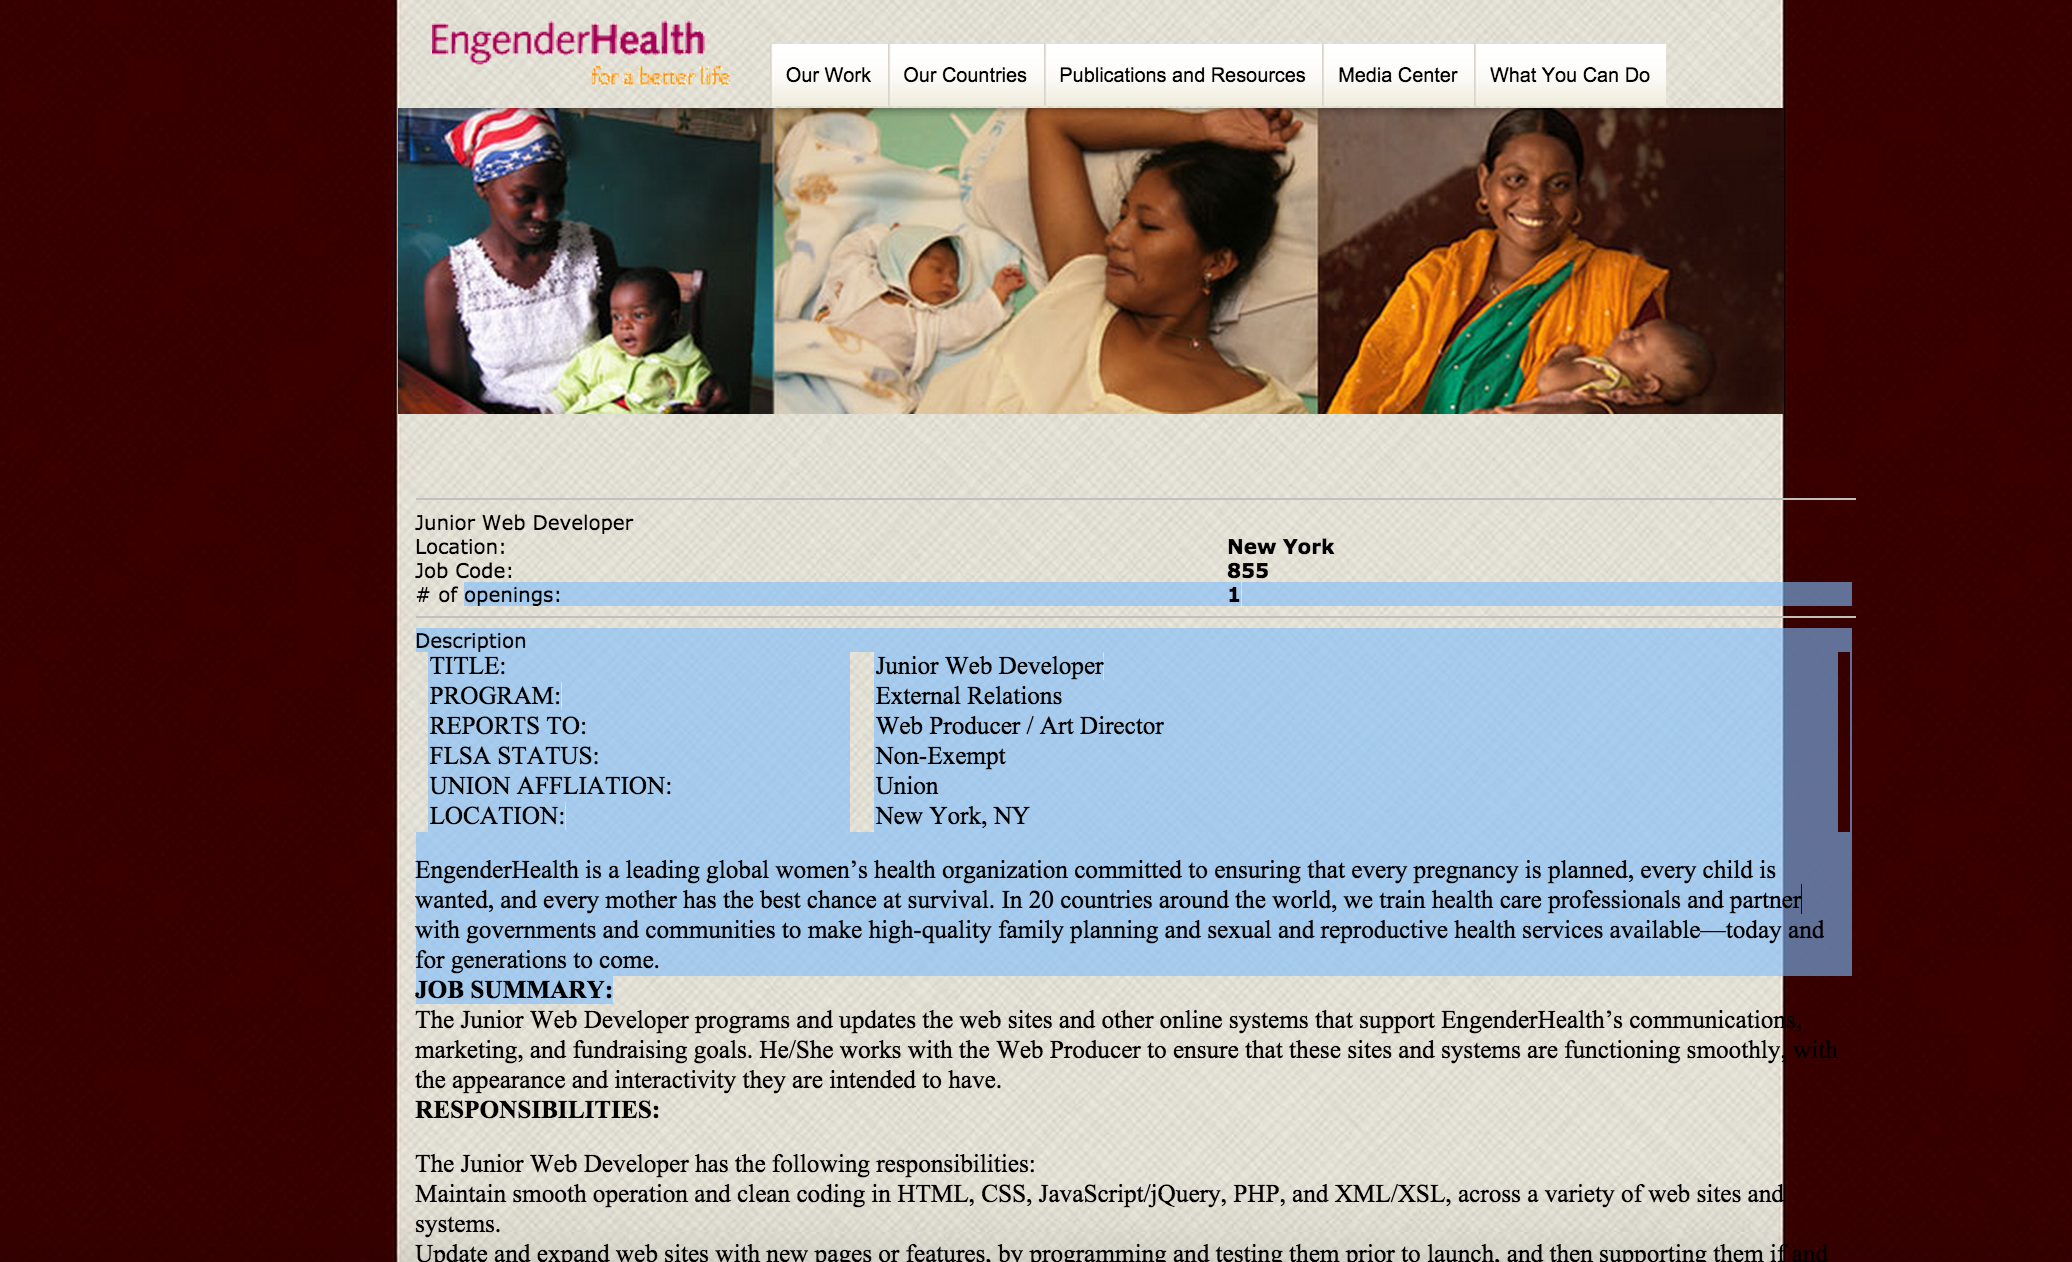 EngenderHealth
for a better life
Our Work Our Countries Publications and Resources Media Center What You Can Do
Junior Web Developer
Location: New York
Job Code: 855
# of openings: 1
Description
TITLE: Junior Web Developer
PROGRAM: External Relations
REPORTS TO: Web Producer / Art Director
FLSA STATUS: Non-Exempt
UNION AFFLIATION: Union
LOCATION: New York, NY
EngenderHealth is a leading global women’s health organization committed to ensuring that every pregnancy is planned, every child is
wanted, and every mother has the best chance at survival. In 20 countries around the world, we train health care professionals and partner
with governments and communities to make high-quality family planning and sexual and reproductive health services available—today and
for generations to come.
JOB SUMMARY:
The Junior Web Developer programs and updates the web sites and other online systems that support EngenderHealth’s communications,
marketing, and fundraising goals. He/She works with the Web Producer to ensure that these sites and systems are functioning smoothly, with
the appearance and interactivity they are intended to have.
RESPONSIBILITIES:
The Junior Web Developer has the following responsibilities:
Maintain smooth operation and clean coding in HTML, CSS, JavaScript/jQuery, PHP, and XML/XSL, across a variety of web sites and
systems.
Update and expand web sites with new pages or features, by programming and testing them prior to launch, and then supporting them if and